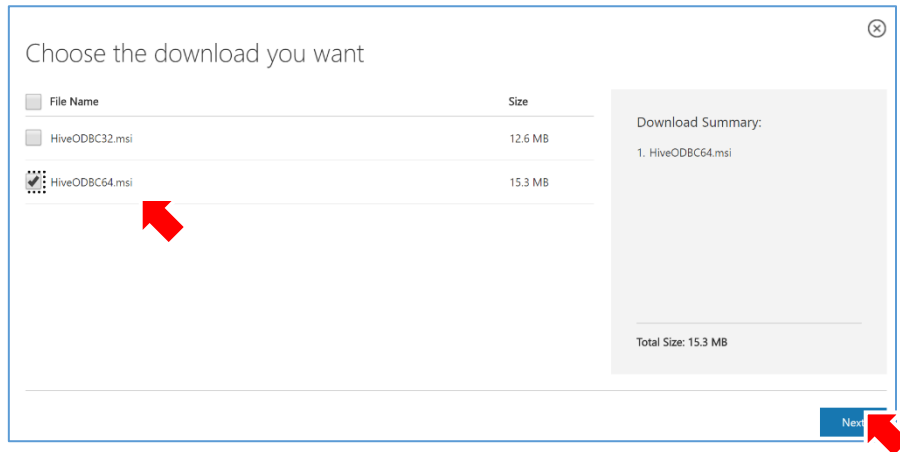 Choose the download you want
File Name Size
HiveODBC32.msi 12.6 MB
HiveODBC64.msi 15.3 MB
Download Summary:
1. HiveODBC64.msi
Total Size: 15.3 MB
Next